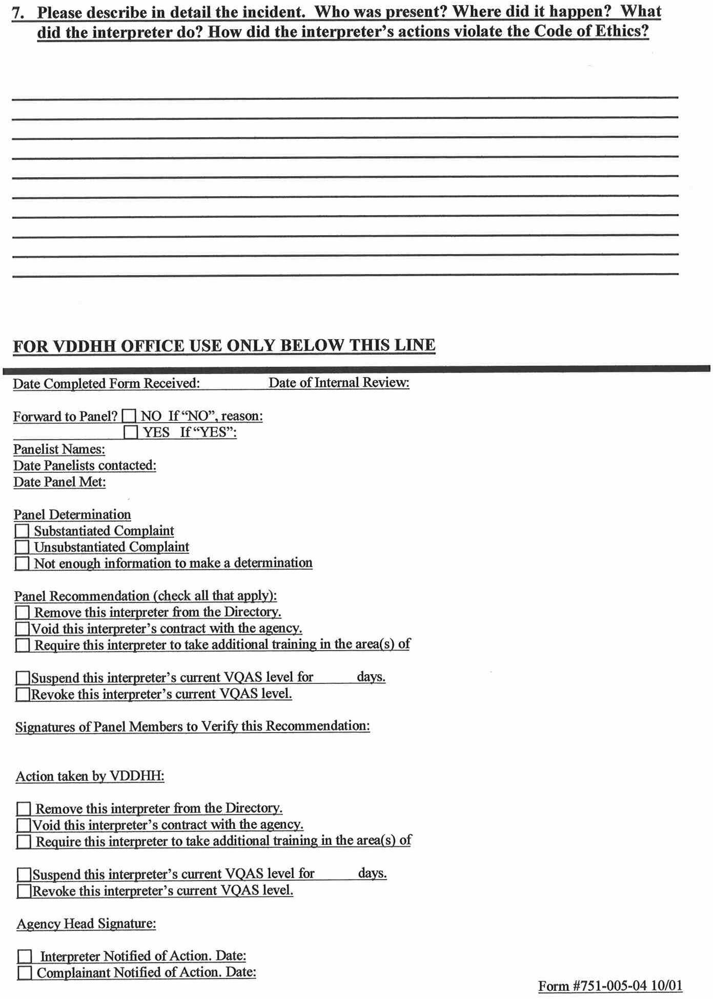 7. Please describe in detail the incident. Who was present? Where did it happen? What
did the interpreter do? How did the interpreter's actions violate the Code of Ethics?
FOR VDDHH OFFICE USE ONLY BELOW THIS LINE
Date Completed Form Received: Date of Internal Review:
Forward to Panel? NO If "NO", reason:
YES If "YES":
Panelist Names:
Date Panelists contacted:
Date Panel Met:
Panel Determination
Substantiated Complaint
Unsubstantiated Complaint
Not enough information to make a determination
Panel Recommendation (check all that apply):
Remove this interpreter from the Directory.
Void this interpreter's contract with the agency.
Require this interpreter to take additional training in the area(s) of
Suspend this interpreter's current VQAS level for days.
Revoke this interpreter's current VQAS level.
Signatures of Panel Members to Verify this Recommendation:
Action taken by VDDHH:
Remove this interpreter from the Directory.
Void this interpreter's contract with the agency.
Require this interpreter to take additional training in the area(s) of
Suspend this interpreter's current VQAS level for days.
Revoke this interpreter's current VQAS level.
Agency Head Signature:
Interpreter Notified of Action. Date:
Complainant Notified of Action. Date:
Form #751-005-04 10/01